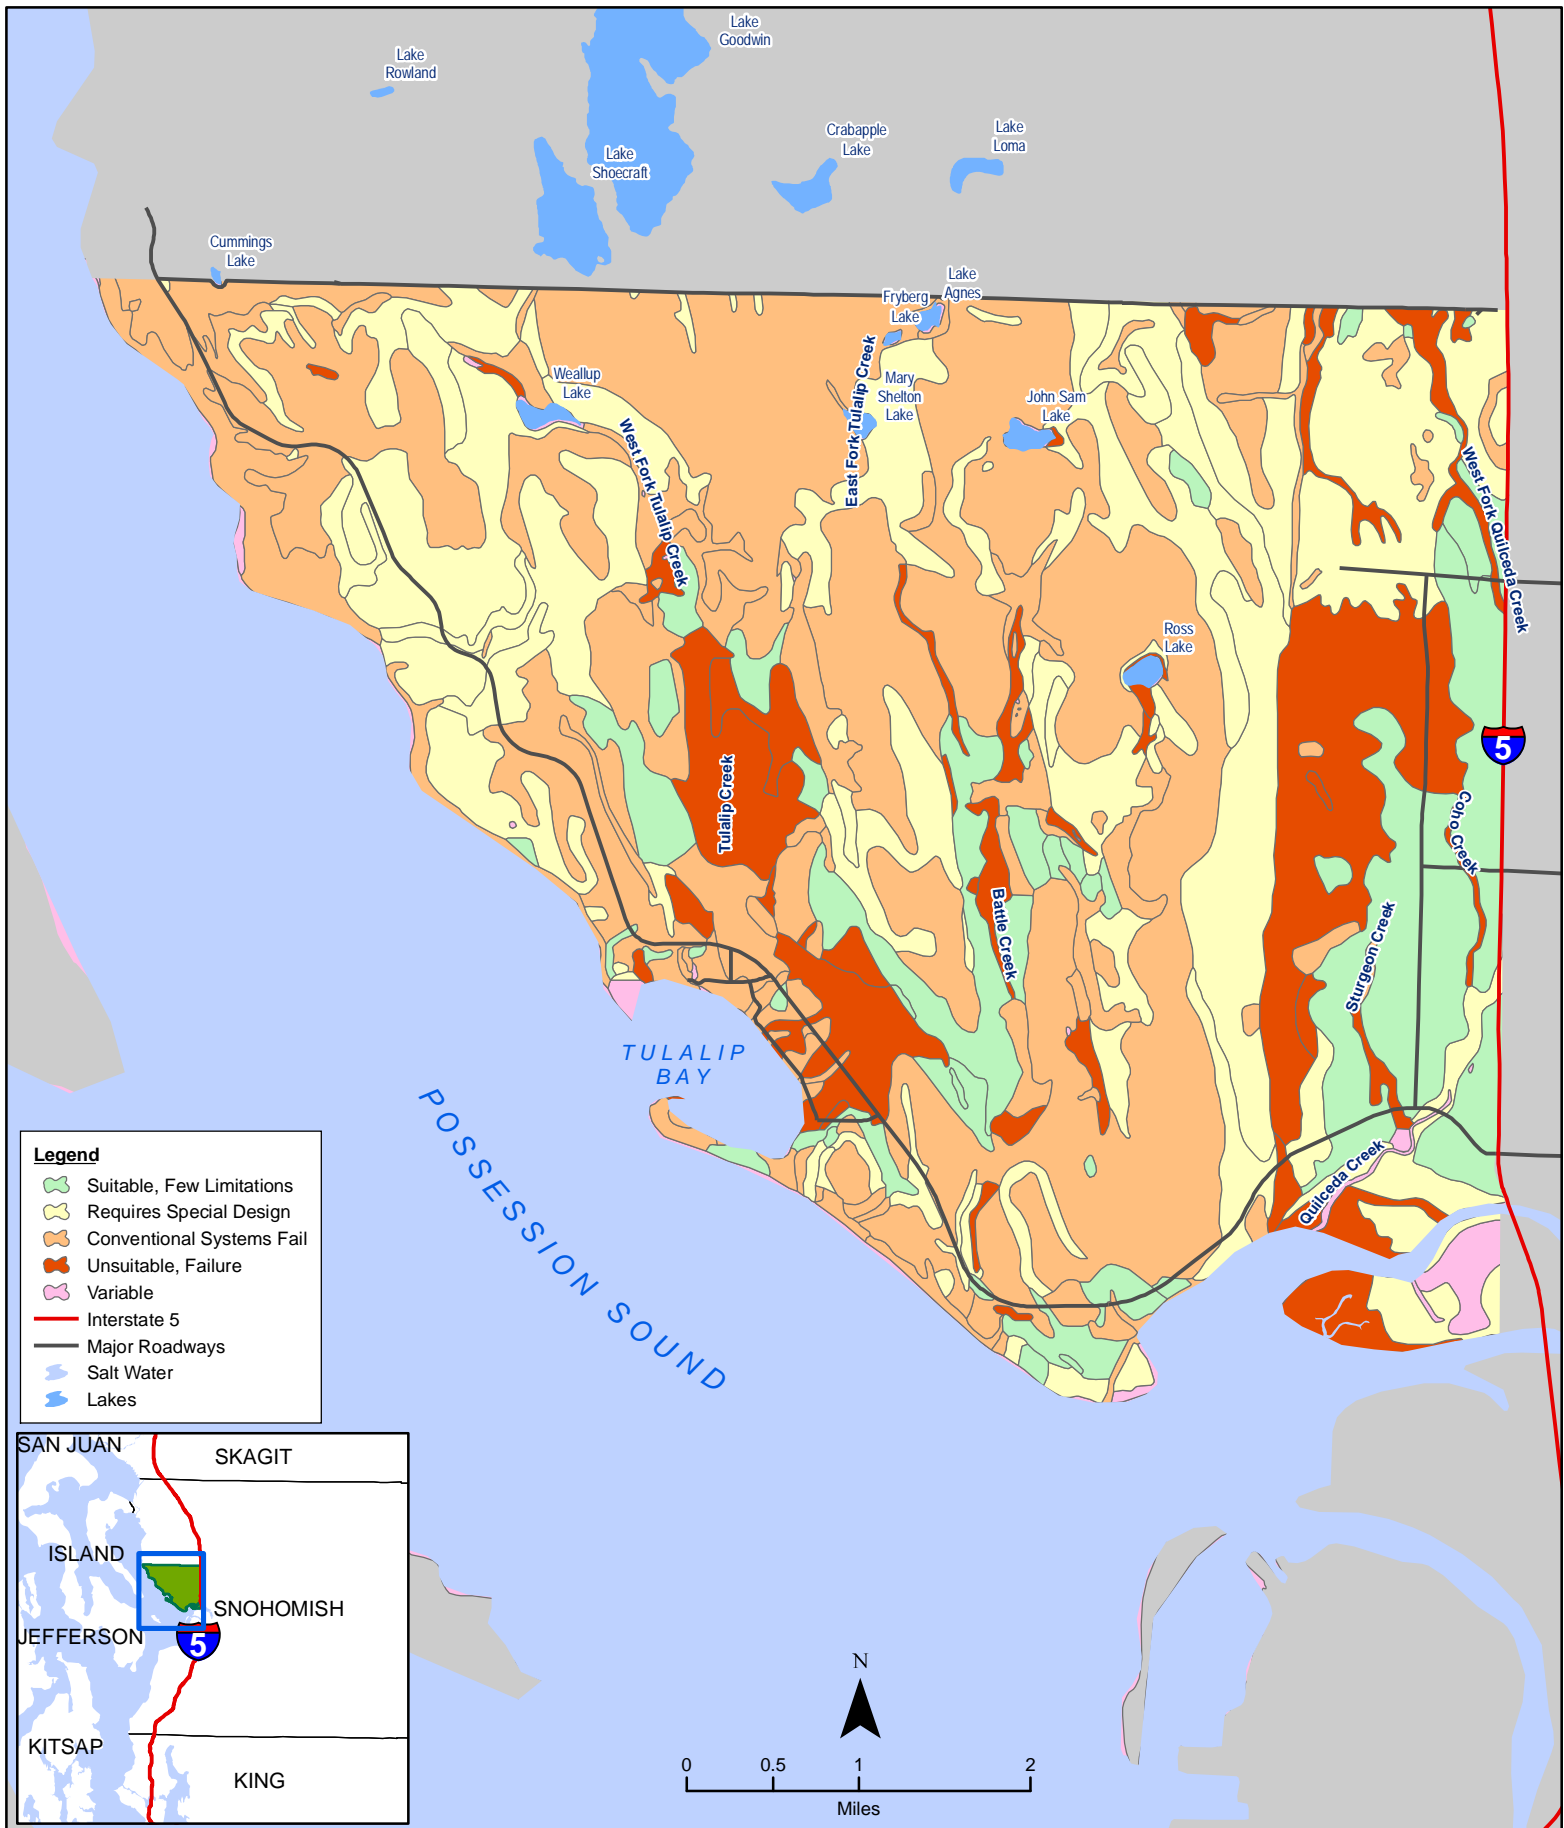 Lake
Goodwin
Lake
Rowland
Crabapple
Lake
Lake
Loma
Lake
Shoecraft
Cummings
Lake
Lake
Agnes
Fryberg
Lake
Weallup
Lake
Mary
Shelton
Lake
John Sam
Lake
East Fork Tulalip Creek
West Fork Tulalip Creek
West Fork Quilceda Creek
Ross
Lake
5
Tulalip Creek
Coho Creek
Battle Creek
Sturgeon Creek
TULALIP
BAY
Quilceda Creek
POSSESSION SOUND
Legend
Suitable, Few Limitations
Requires Special Design
Conventional Systems Fail
Unsuitable, Failure
Variable
Interstate 5
Major Roadways
Salt Water
Lakes
SAN JUAN
SKAGIT
ISLAND
SNOHOMISH
JEFFERSON
5
KITSAP
KING
N
0 0.5 1 2
Miles